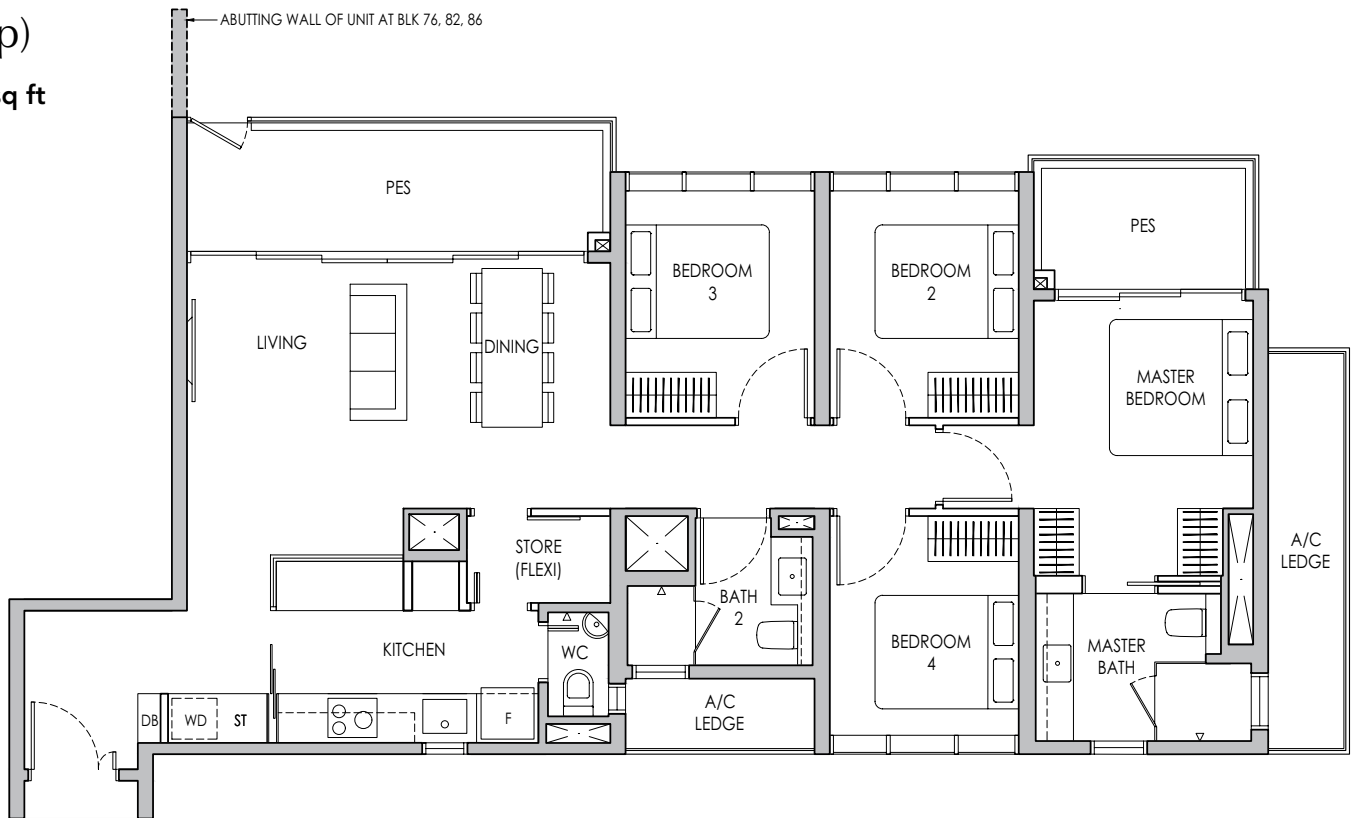 ABUTTING WALL OF UNIT AT BLK 76, 82, 86
p)
sq ft
PES
PES
BEDROOM
3
BEDROOM
2
LIVING
DINING
MASTER
BEDROOM
STORE
(FLEXI)
A/C
LEDGE
BATH
2
KITCHEN
WC
BEDROOM
4
MASTER
BATH
DB
WD
ST
F
A/C
LEDGE